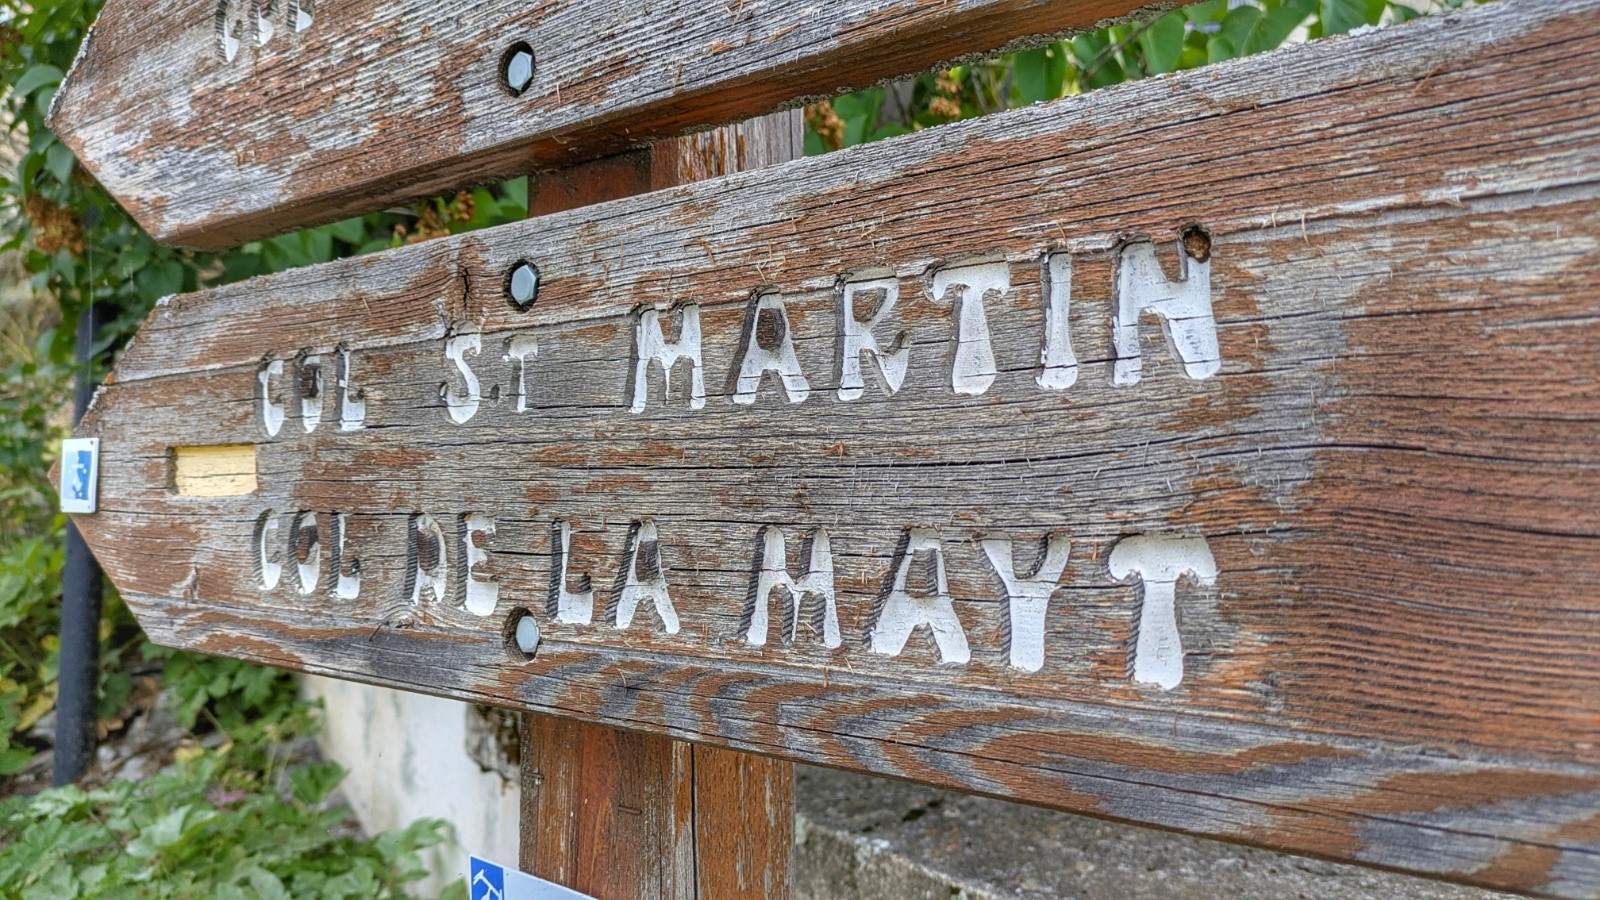 COL S.T MARTIN
COL DE LA MAYT